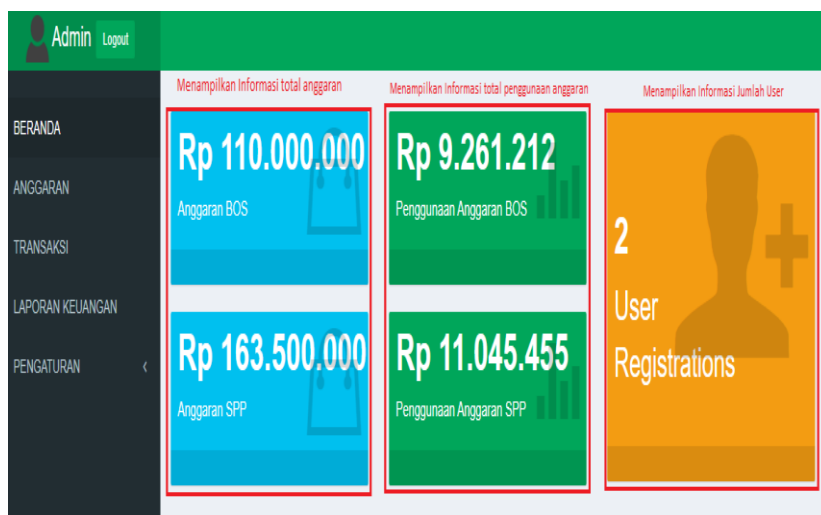 Admin Logout
BERANDA
ANGGARAN
TRANSAKSI
LAPORAN KEUANGAN
PENGATURAN <
Menampilkan Informasi total anggaran
Rp 110.000.000
Anggaran BOS
Rp 163.500.000
Anggaran SPP
Menampilkan Informasi total penggunaan anggaran
Rp 9.261.212
Penggunaan Anggaran BOS
Rp 11.045.455
Penggunaan Anggaran SPP
Menampilkan Informasi Jumlah User
2
User
Registrations